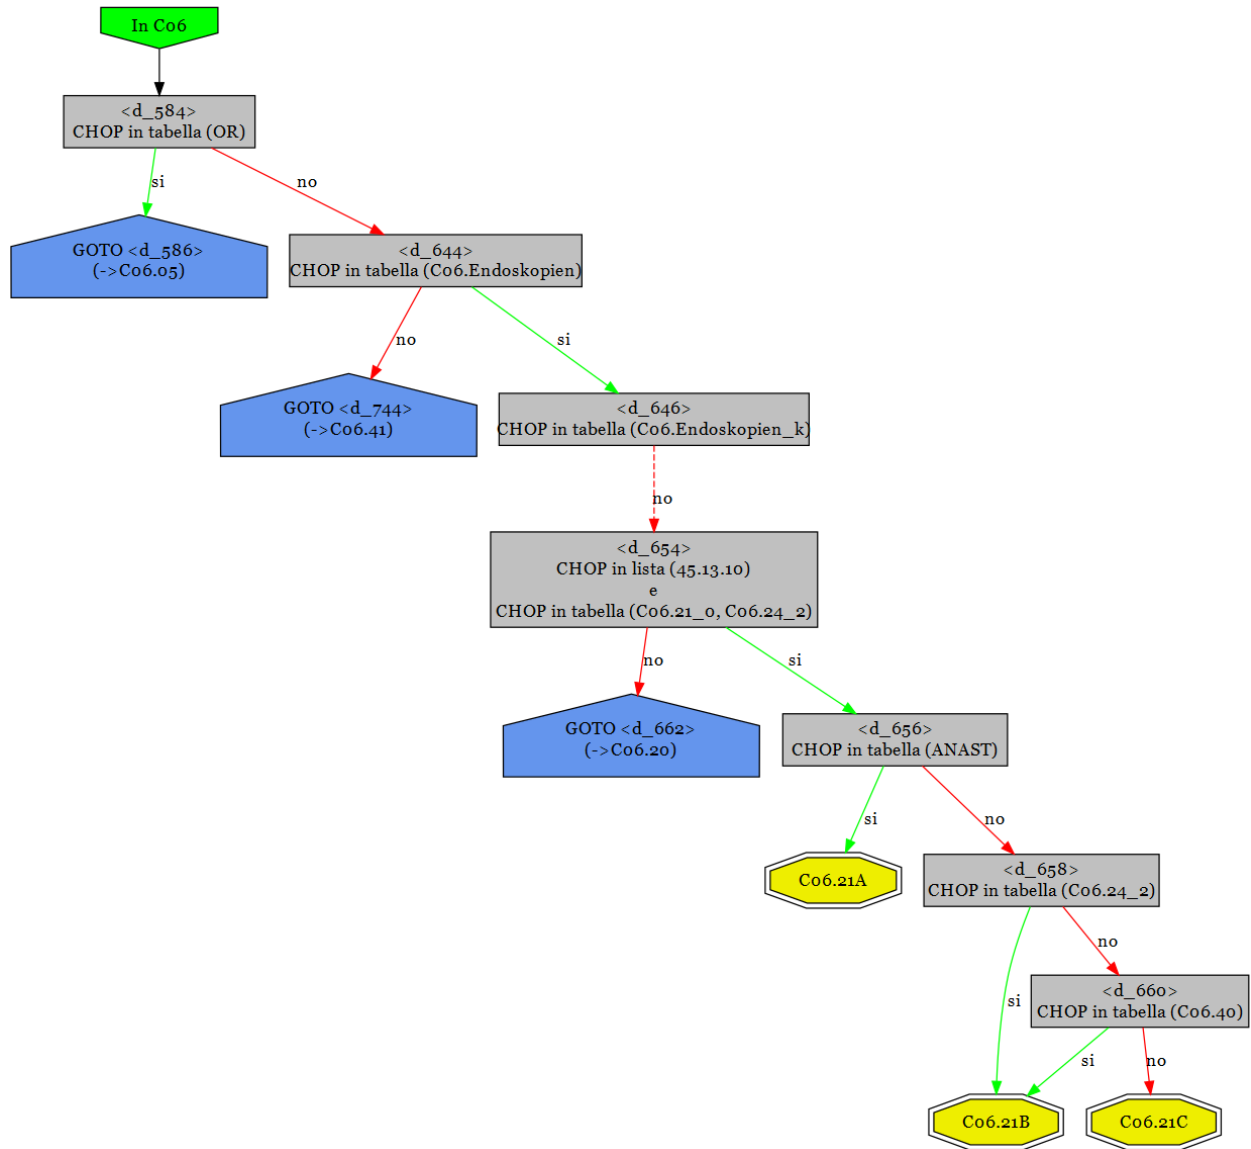 In C06
<d_584>
CHOP in tabella (OR)
si
no
GOTO <d_586>
(->C06.05)
<d_644>
CHOP in tabella (C06.Endoskopien)
no
si
GOTO <d_744>
(->C06.41)
<d_646>
CHOP in tabella (C06.Endoskopien_k)
no
<d_654>
CHOP in lista (45.13.10)
e
CHOP in tabella (C06.21_0, C06.24_2)
no
si
GOTO <d_662>
(->C06.20)
<d_656>
CHOP in tabella (ANAST)
si
no
C06.21A
<d_658>
CHOP in tabella (C06.24_2)
no
si
<d_660>
CHOP in tabella (C06.40)
si
no
C06.21B
C06.21C